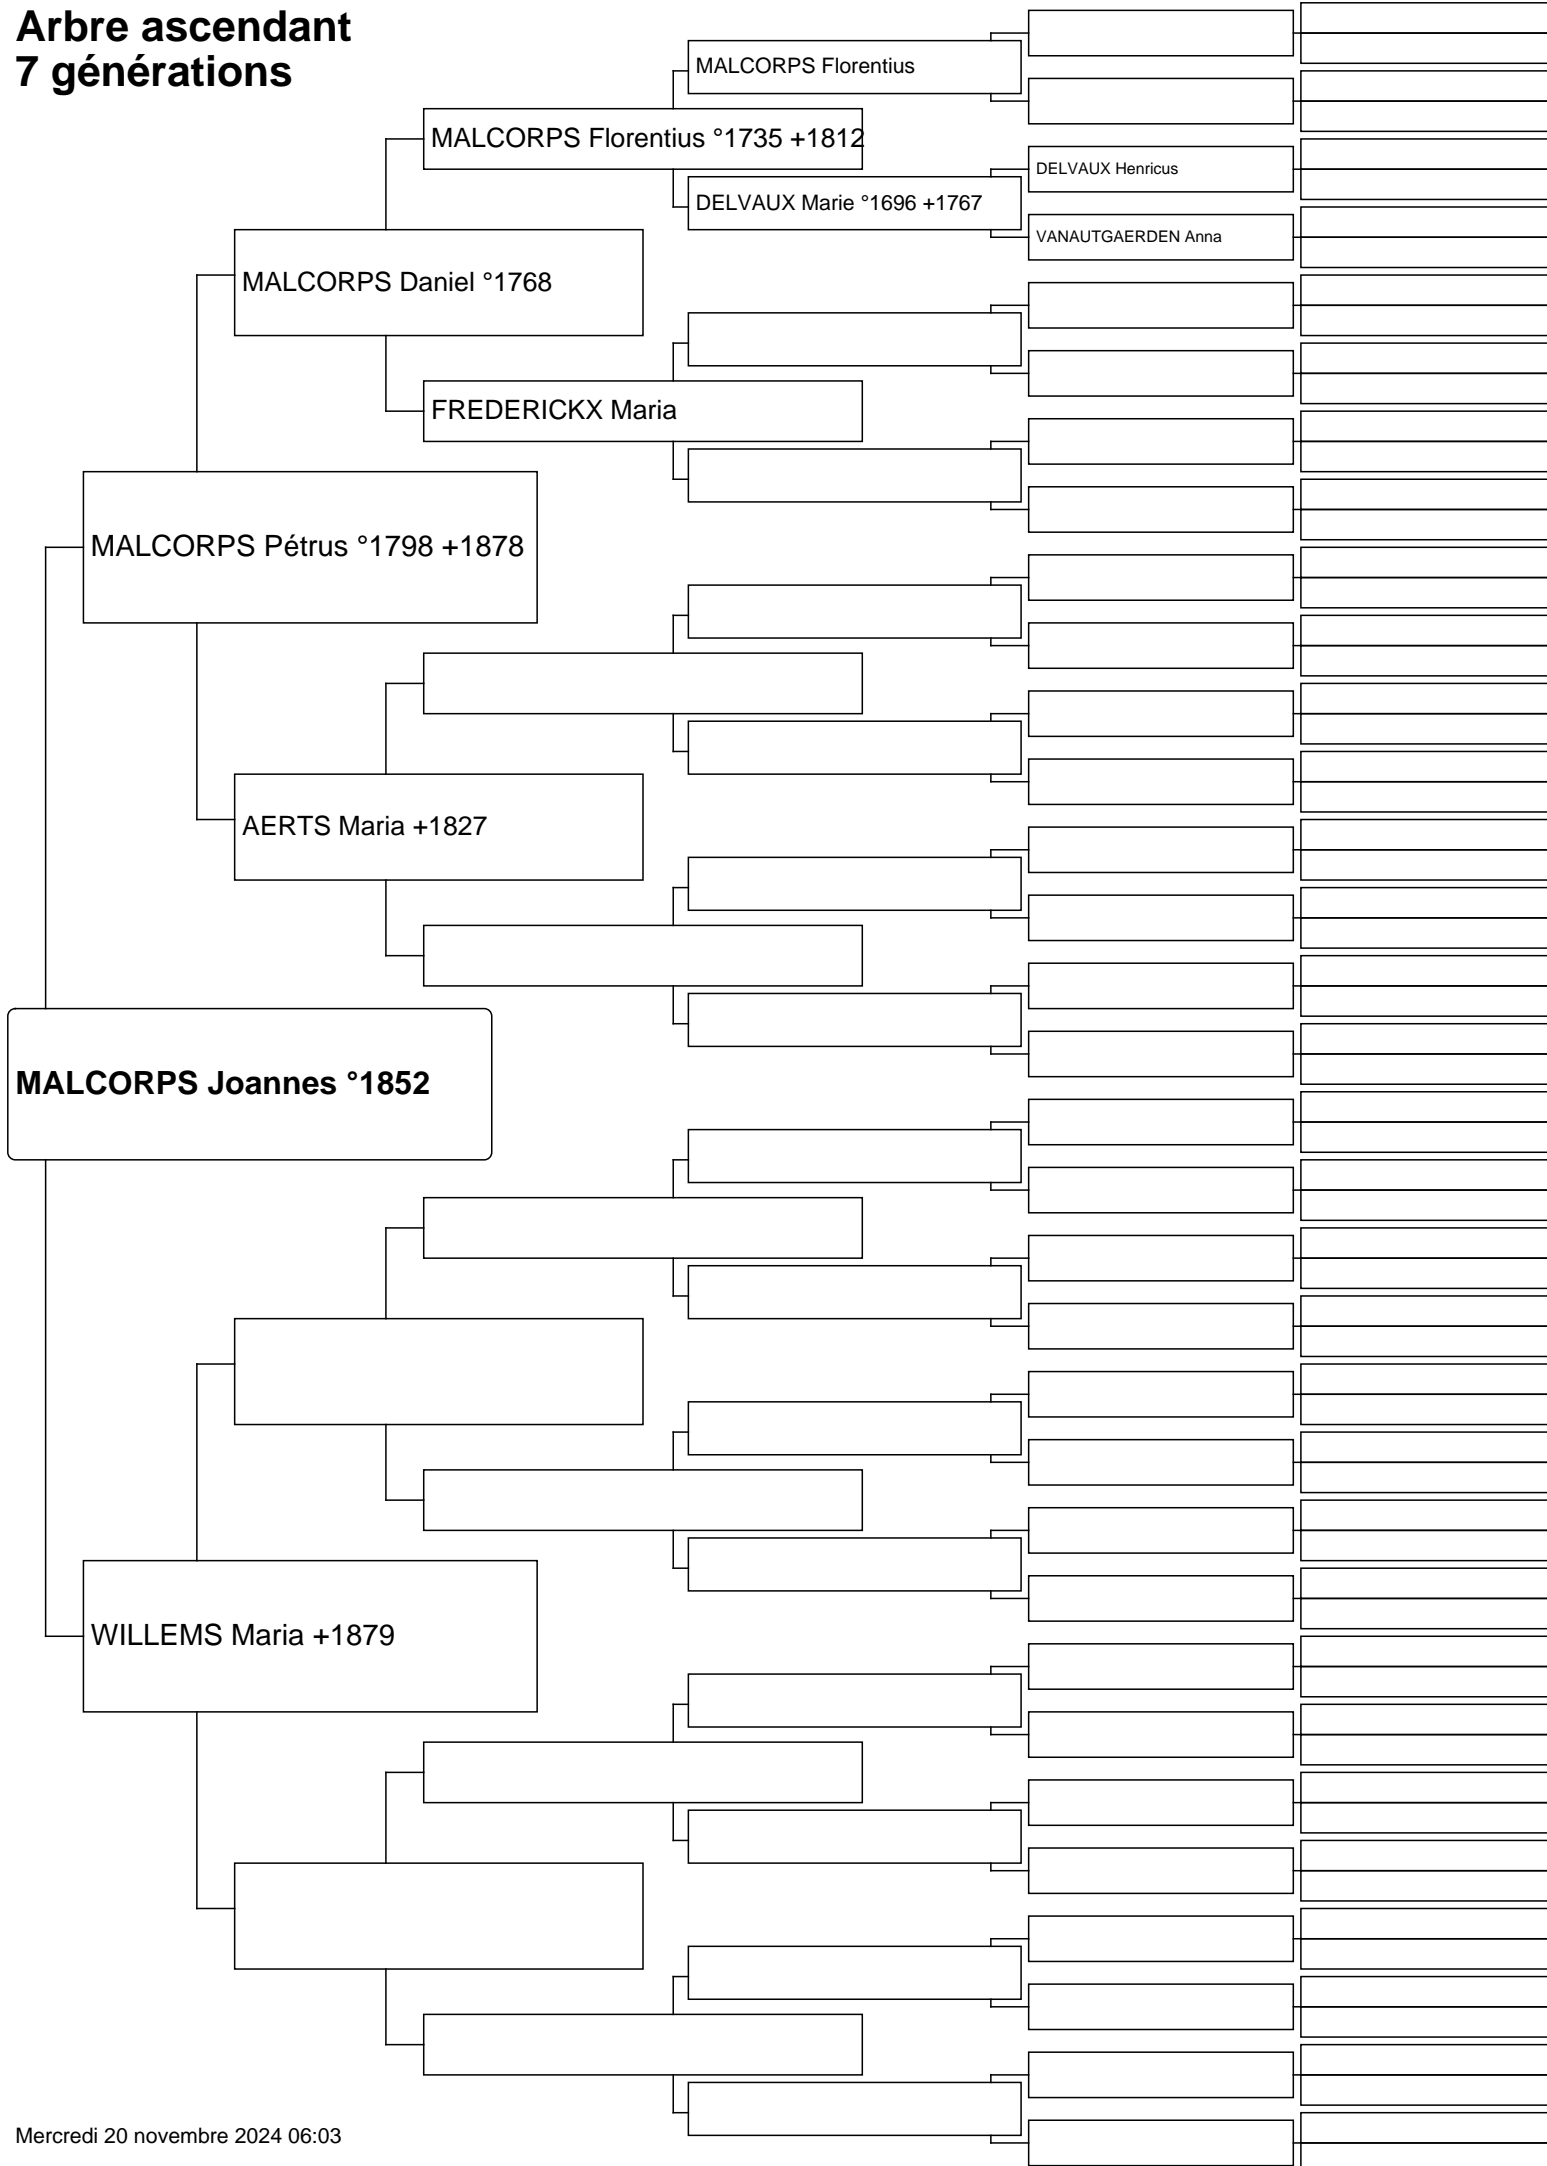 Arbre ascendant
7 générations
MALCORPS Florentius
MALCORPS Florentius °1735 +1812
DELVAUX Henricus
DELVAUX Marie °1696 +1767
VANAUTGAERDEN Anna
MALCORPS Daniel °1768
FREDERICKX Maria
MALCORPS Pétrus °1798 +1878
AERTS Maria +1827
MALCORPS Joannes °1852
WILLEMS Maria +1879
Mercredi 20 novembre 2024 06:03